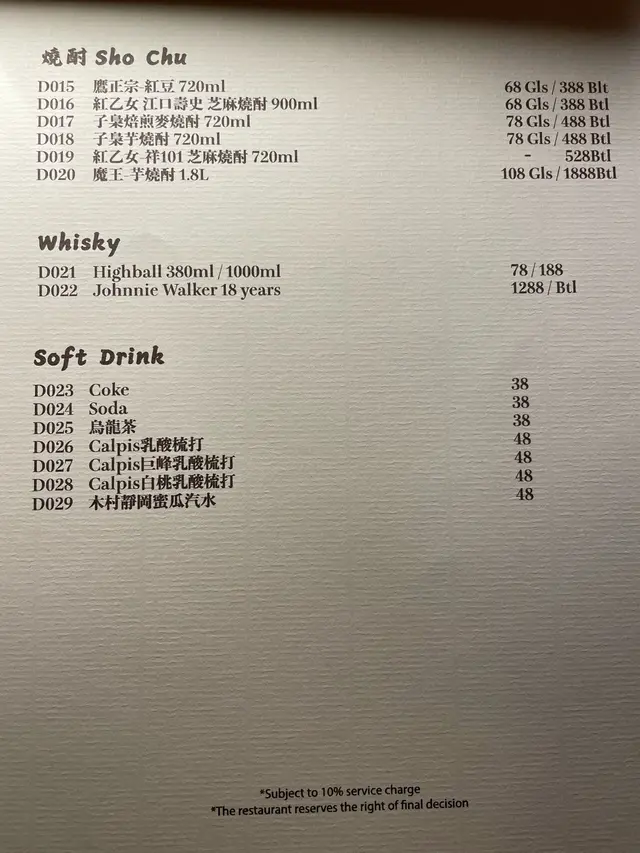 燒酎 Sho Chu
D015 鷹正宗-紅豆 720ml 68 Gls / 388 Blt
D016 紅乙女 江口壽史 芝麻燒酎 900ml 68 Gls / 388 Btl
D017 子梟焙煎麥燒酎 720ml 78 Gls / 488 Btl
D018 子梟芋燒酎 720ml 78 Gls / 488 Btl
D019 紅乙女-祥101 芝麻燒酎 720ml - 528Btl
D020 魔王-芋燒酎 1.8L 108 Gls / 1888Btl
Whisky
D021 Highball 380ml / 1000ml 78 / 188
D022 Johnnie Walker 18 years 1288 / Btl
Soft Drink
D023 Coke 38
D024 Soda 38
D025 烏龍茶 38
D026 Calpis乳酸梳打 48
D027 Calpis巨峰乳酸梳打 48
D028 Calpis白桃乳酸梳打 48
D029 木村靜岡蜜瓜汽水 48
*Subject to 10% service charge
*The restaurant reserves the right of final decision